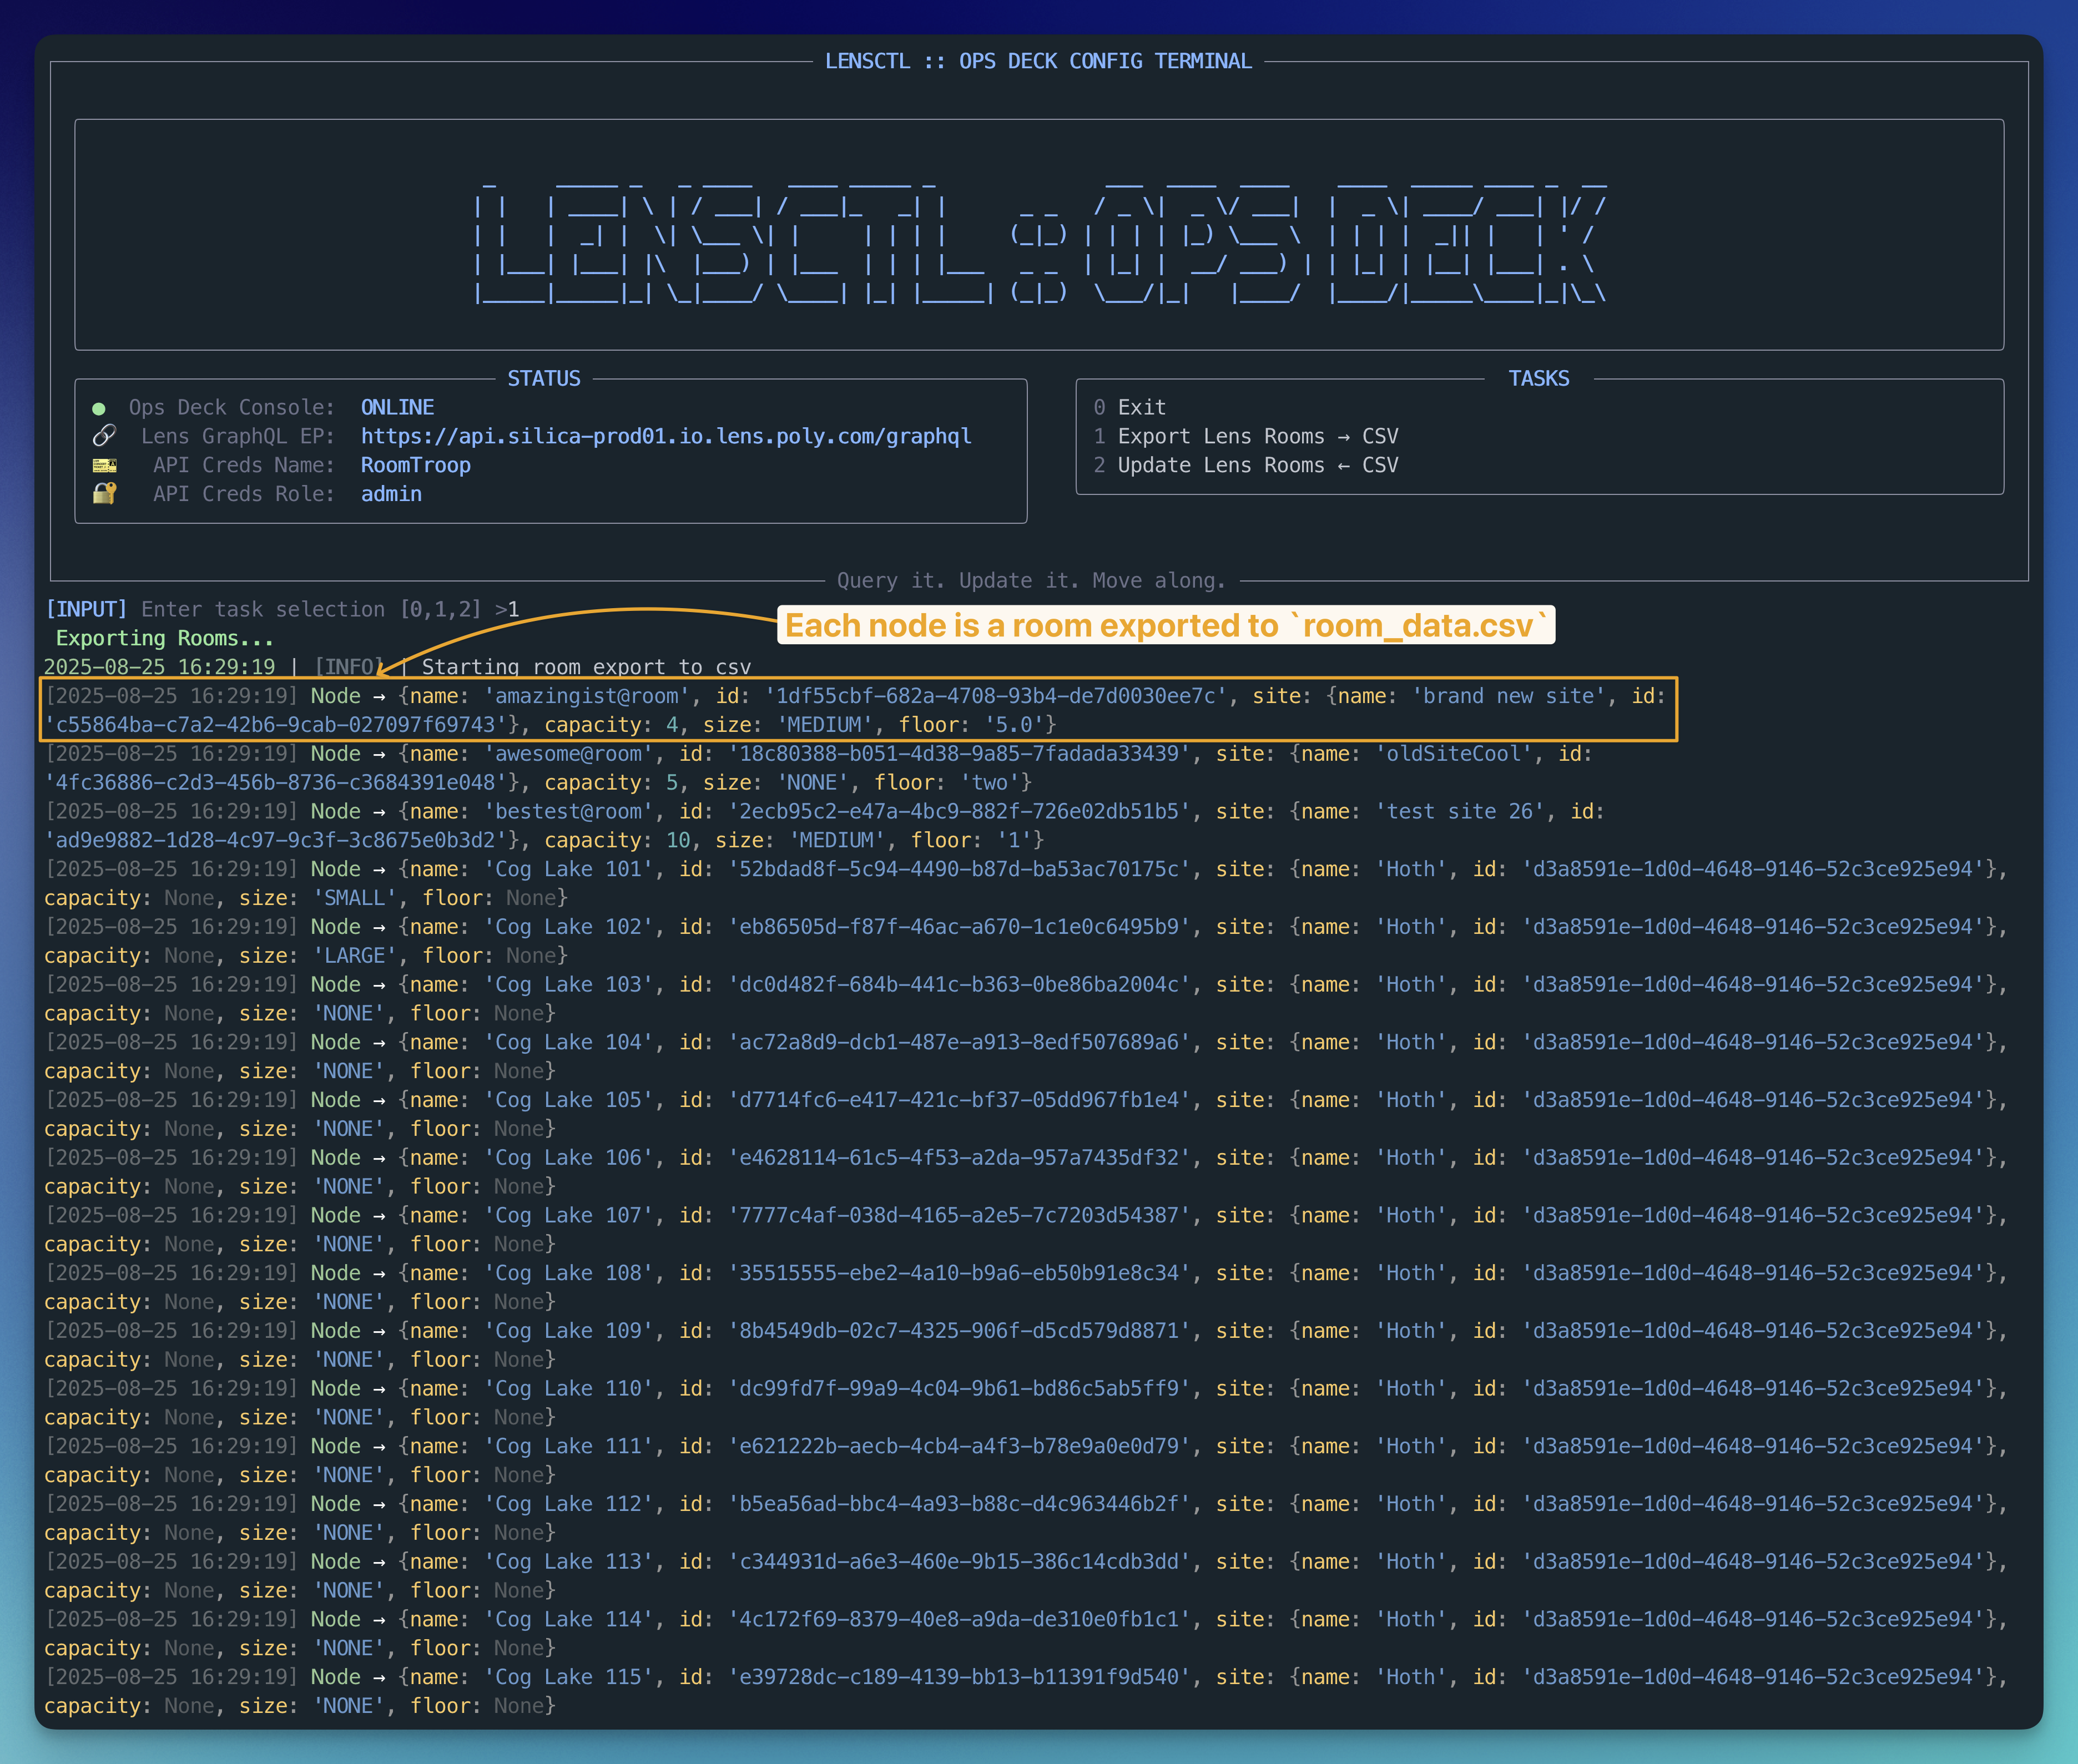 LENSCTL :: OPS DECK CONFIG TERMINAL
LENSCTL :: OPS DECK
STATUS
Ops Deck Console: ONLINE
Lens GraphQL EP: https://api.silica-prod01.io.lens.poly.com/graphql
API Creds Name: RoomTroop
API Creds Role: admin
TASKS
0 Exit
1 Export Lens Rooms → CSV
2 Update Lens Rooms ← CSV
Query it. Update it. Move along.
[INPUT] Enter task selection [0,1,2] >1
Each node is a room exported to `room_data.csv`
Exporting Rooms...
2025-08-25 16:29:19 | [INFO] | Starting room export to csv
[2025-08-25 16:29:19] Node → {name: 'amazingist@room', id: '1df55cbf-682a-4708-93b4-de7d0030ee7c', site: {name: 'brand new site', id:
'c55864ba-c7a2-42b6-9cab-027097f69743'}, capacity: 4, size: 'MEDIUM', floor: '5.0'}
[2025-08-25 16:29:19] Node → {name: 'awesome@room', id: '18c80388-b051-4d38-9a85-7fadada33439', site: {name: 'oldSiteCool', id:
'4fc36886-c2d3-456b-8736-c3684391e048'}, capacity: 5, size: 'NONE', floor: 'two'}
[2025-08-25 16:29:19] Node → {name: 'bestest@room', id: '2ecb95c2-e47a-4bc9-882f-726e02db51b5', site: {name: 'test site 26', id:
'ad9e9882-1d28-4c97-9c3f-3c8675e0b3d2'}, capacity: 10, size: 'MEDIUM', floor: '1'}
[2025-08-25 16:29:19] Node → {name: 'Cog Lake 101', id: '52bdad8f-5c94-4490-b87d-ba53ac70175c', site: {name: 'Hoth', id: 'd3a8591e-1d0d-4648-9146-52c3ce925e94'},
capacity: None, size: 'SMALL', floor: None}
[2025-08-25 16:29:19] Node → {name: 'Cog Lake 102', id: 'eb86505d-f87f-46ac-a670-1c1e0c6495b9', site: {name: 'Hoth', id: 'd3a8591e-1d0d-4648-9146-52c3ce925e94'},
capacity: None, size: 'LARGE', floor: None}
[2025-08-25 16:29:19] Node → {name: 'Cog Lake 103', id: 'dc0d482f-684b-441c-b363-0be86ba2004c', site: {name: 'Hoth', id: 'd3a8591e-1d0d-4648-9146-52c3ce925e94'},
capacity: None, size: 'NONE', floor: None}
[2025-08-25 16:29:19] Node → {name: 'Cog Lake 104', id: 'ac72a8d9-dcb1-487e-a913-8edf507689a6', site: {name: 'Hoth', id: 'd3a8591e-1d0d-4648-9146-52c3ce925e94'},
capacity: None, size: 'NONE', floor: None}
[2025-08-25 16:29:19] Node → {name: 'Cog Lake 105', id: 'd7714fc6-e417-421c-bf37-05dd967fb1e4', site: {name: 'Hoth', id: 'd3a8591e-1d0d-4648-9146-52c3ce925e94'},
capacity: None, size: 'NONE', floor: None}
[2025-08-25 16:29:19] Node → {name: 'Cog Lake 106', id: 'e4628114-61c5-4f53-a2da-957a7435df32', site: {name: 'Hoth', id: 'd3a8591e-1d0d-4648-9146-52c3ce925e94'},
capacity: None, size: 'NONE', floor: None}
[2025-08-25 16:29:19] Node → {name: 'Cog Lake 107', id: '7777c4af-038d-4165-a2e5-7c7203d54387', site: {name: 'Hoth', id: 'd3a8591e-1d0d-4648-9146-52c3ce925e94'},
capacity: None, size: 'NONE', floor: None}
[2025-08-25 16:29:19] Node → {name: 'Cog Lake 108', id: '35515555-ebe2-4a10-b9a6-eb50b91e8c34', site: {name: 'Hoth', id: 'd3a8591e-1d0d-4648-9146-52c3ce925e94'},
capacity: None, size: 'NONE', floor: None}
[2025-08-25 16:29:19] Node → {name: 'Cog Lake 109', id: '8b4549db-02c7-4325-906f-d5cd579d8871', site: {name: 'Hoth', id: 'd3a8591e-1d0d-4648-9146-52c3ce925e94'},
capacity: None, size: 'NONE', floor: None}
[2025-08-25 16:29:19] Node → {name: 'Cog Lake 110', id: 'dc99fd7f-99a9-4c04-9b61-bd86c5ab5ff9', site: {name: 'Hoth', id: 'd3a8591e-1d0d-4648-9146-52c3ce925e94'},
capacity: None, size: 'NONE', floor: None}
[2025-08-25 16:29:19] Node → {name: 'Cog Lake 111', id: 'e621222b-aecb-4cb4-a4f3-b78e9a0e0d79', site: {name: 'Hoth', id: 'd3a8591e-1d0d-4648-9146-52c3ce925e94'},
capacity: None, size: 'NONE', floor: None}
[2025-08-25 16:29:19] Node → {name: 'Cog Lake 112', id: 'b5ea56ad-bbc4-4a93-b88c-d4c963446b2f', site: {name: 'Hoth', id: 'd3a8591e-1d0d-4648-9146-52c3ce925e94'},
capacity: None, size: 'NONE', floor: None}
[2025-08-25 16:29:19] Node → {name: 'Cog Lake 113', id: 'c344931d-a6e3-460e-9b15-386c14cdb3dd', site: {name: 'Hoth', id: 'd3a8591e-1d0d-4648-9146-52c3ce925e94'},
capacity: None, size: 'NONE', floor: None}
[2025-08-25 16:29:19] Node → {name: 'Cog Lake 114', id: '4c172f69-8379-40e8-a9da-de310e0fb1c1', site: {name: 'Hoth', id: 'd3a8591e-1d0d-4648-9146-52c3ce925e94'},
capacity: None, size: 'NONE', floor: None}
[2025-08-25 16:29:19] Node → {name: 'Cog Lake 115', id: 'e39728dc-c189-4139-bb13-b11391f9d540', site: {name: 'Hoth', id: 'd3a8591e-1d0d-4648-9146-52c3ce925e94'},
capacity: None, size: 'NONE', floor: None}